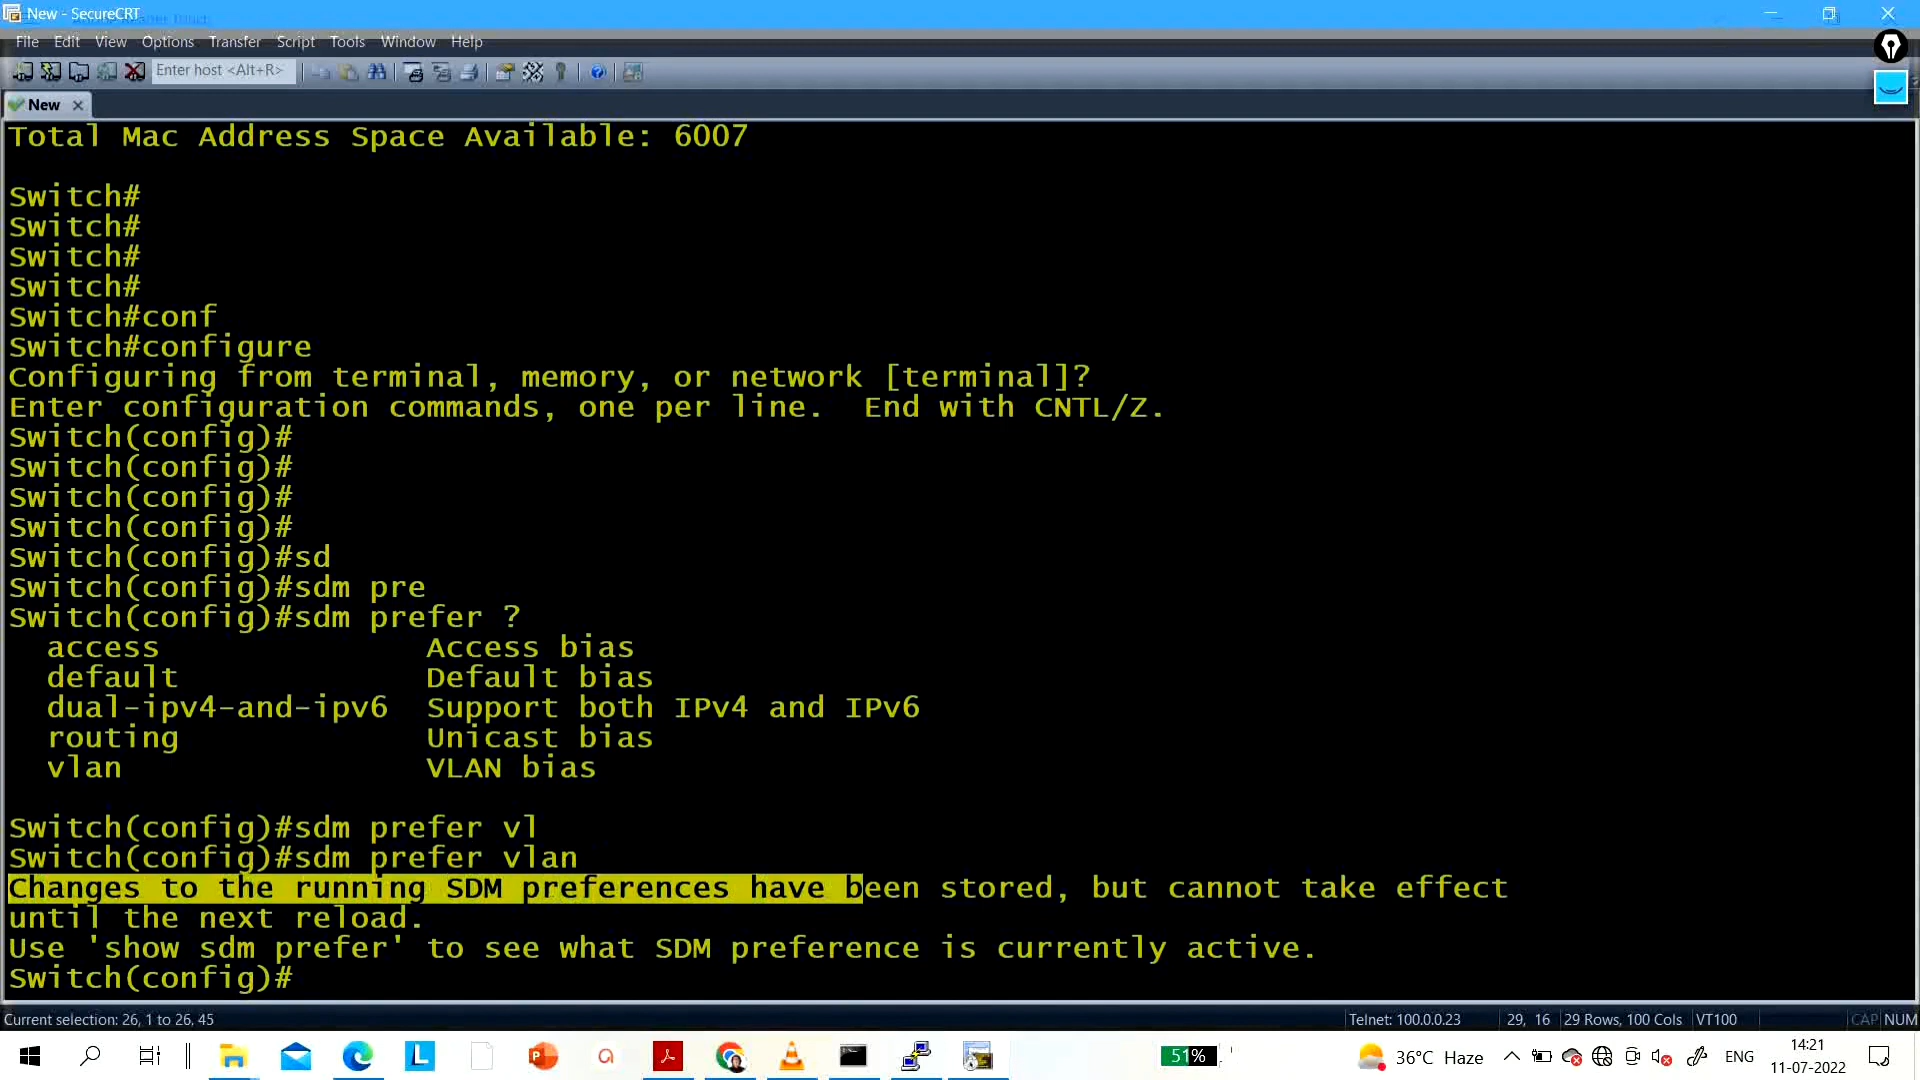 New - SecureCRT
File Edit View Options Transfer Script Tools Window Help
Enter host <Alt+R>
New
Total Mac Address Space Available: 6007
Switch#
Switch#
Switch#
Switch#
Switch#conf
Switch#configure
Configuring from terminal, memory, or network [terminal]?
Enter configuration commands, one per line.  End with CNTL/Z.
Switch(config)#
Switch(config)#
Switch(config)#
Switch(config)#
Switch(config)#sd
Switch(config)#sdm pre
Switch(config)#sdm prefer ?
access Access bias
default Default bias
dual-ipv4-and-ipv6 Support both IPv4 and IPv6
routing Unicast bias
vlan VLAN bias
Switch(config)#sdm prefer vl
Switch(config)#sdm prefer vlan
Changes to the running SDM preferences have been stored, but cannot take effect
until the next reload.
Use 'show sdm prefer' to see what SDM preference is currently active.
Switch(config)#
Current selection: 26, 1 to 26, 45 Telnet: 100.0.0.23 29, 16 29 Rows, 100 Cols VT100 CAP NUM
51% 36°C Haze ENG 14:21
11-07-2022